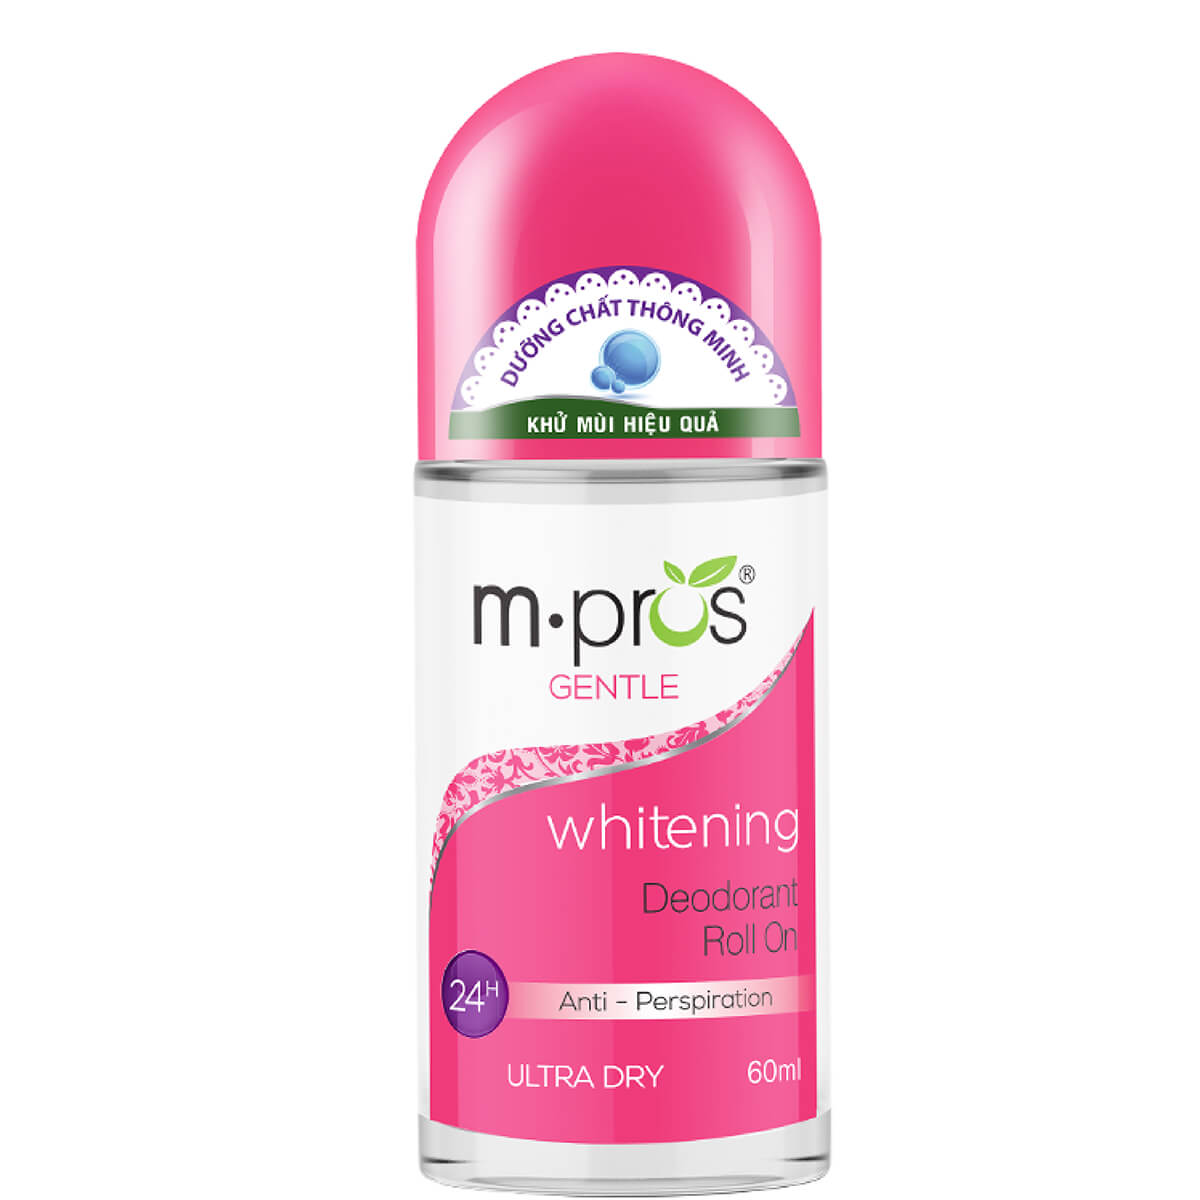 DƯỠNG CHẤT THÔNG MINH
KHỬ MÙI HIỆU QUẢ
m·pros®
GENTLE
whitening
Deodorant
Roll On
24H
Anti - Perspiration
ULTRA DRY
60ml